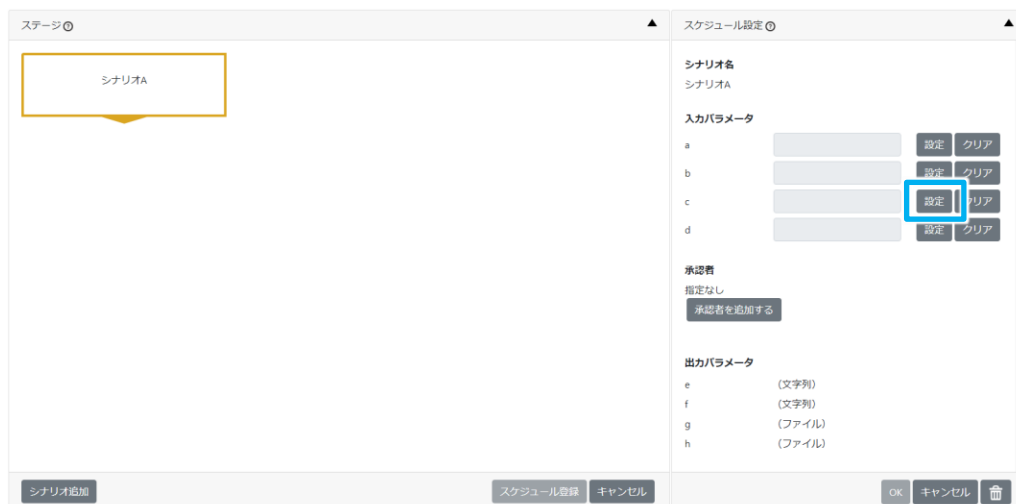 ステージ
シナリオA
シナリオ追加
スケジュール登録 キャンセル
スケジュール設定
シナリオ名
シナリオA
入力パラメータ
a 設定 クリア
b 設定 クリア
c 設定 クリア
d 設定 クリア
承認者
指定なし
承認者を追加する
出力パラメータ
e (文字列)
f (文字列)
g (ファイル)
h (ファイル)
OK キャンセル